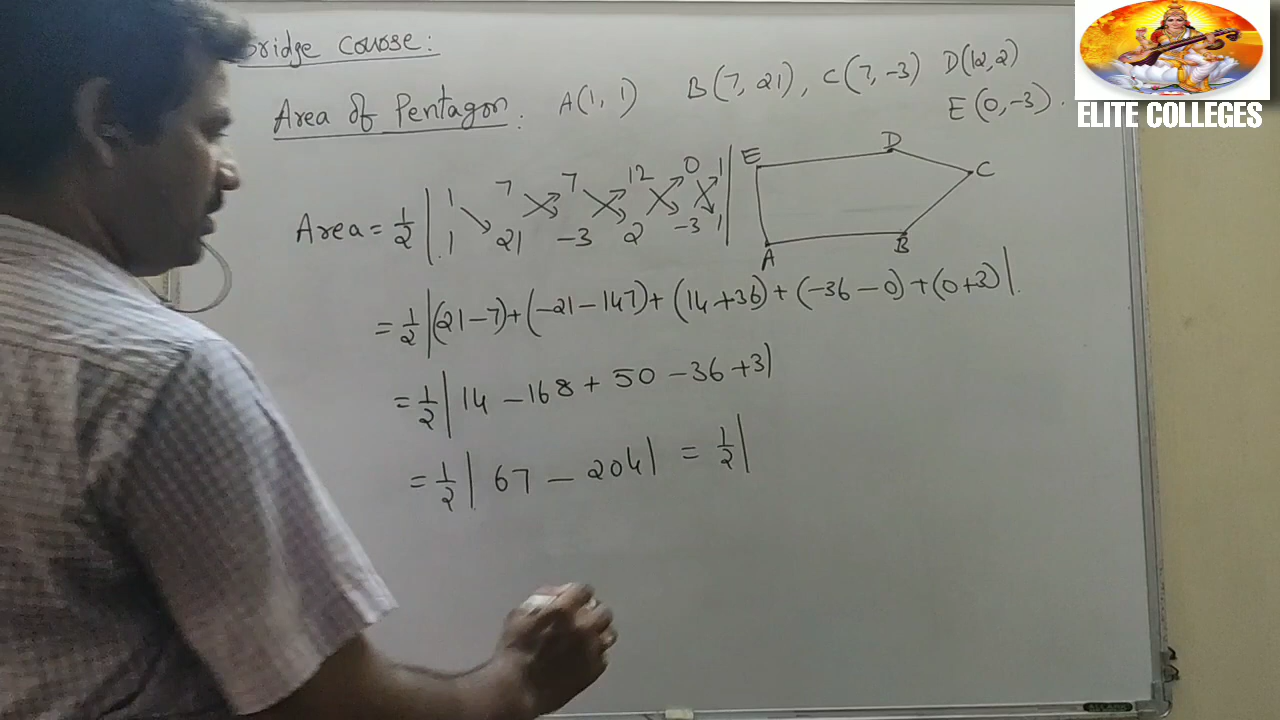 bridge course:
Area of Pentagon: A(1, 1) B(7, 21), C(7, -3) D(12, 2)
E(0, -3).
Area = 1/2 | 1 7 7 12 0 1 |
1 21 -3 2 -3 1
E D C
A B
= 1/2 |(21-7)+(-21-147)+(14+36)+(-36-0)+(0+3)|.
= 1/2 | 14 -168 + 50 -36 +3|
= 1/2 | 67 - 204| = 1/2 |
ELITE COLLEGES